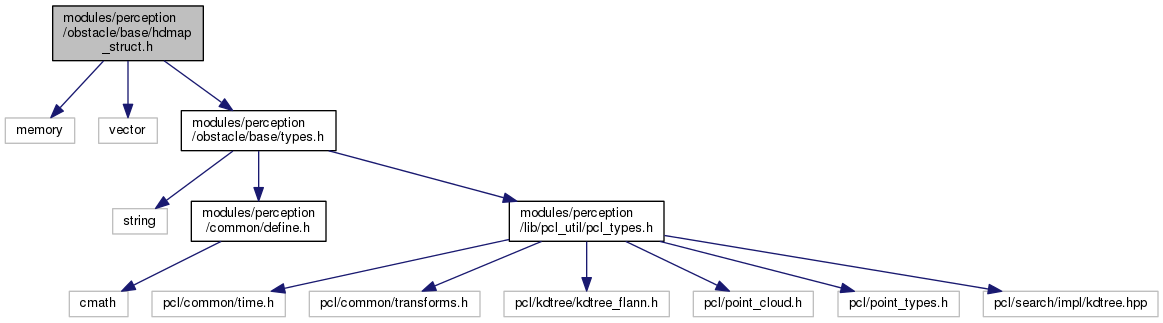 modules/perception
/obstacle/base/hdmap
_struct.h
memory
vector
modules/perception
/obstacle/base/types.h
string
modules/perception
/common/define.h
modules/perception
/lib/pcl_util/pcl_types.h
cmath
pcl/common/time.h
pcl/common/transforms.h
pcl/kdtree/kdtree_flann.h
pcl/point_cloud.h
pcl/point_types.h
pcl/search/impl/kdtree.hpp